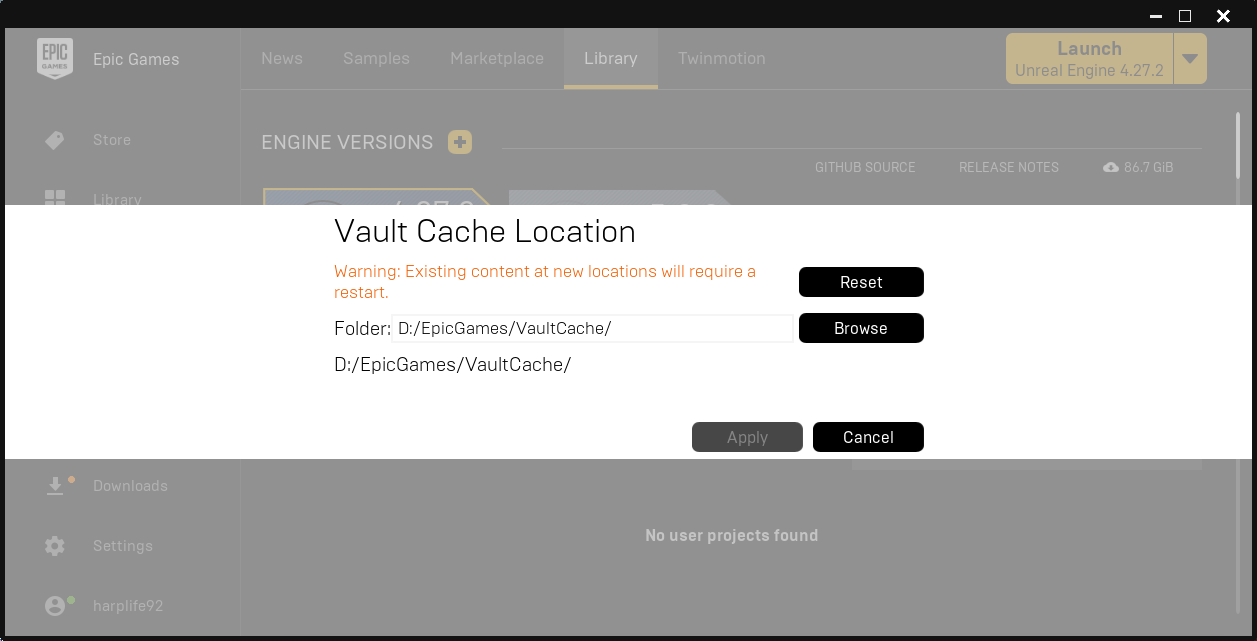 EPIC
GAMES
Epic Games
News
Samples
Marketplace
Library
Twinmotion
Launch
Unreal Engine 4.27.2
Store
Library
ENGINE VERSIONS
GITHUB SOURCE
RELEASE NOTES
86.7 GiB
Vault Cache Location
Warning: Existing content at new locations will require a
restart.
Reset
Folder:
D:/EpicGames/VaultCache/
Browse
D:/EpicGames/VaultCache/
Apply
Cancel
Downloads
No user projects found
Settings
harplife92